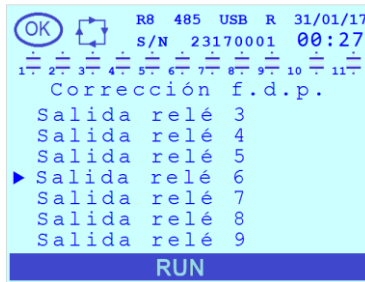 OK R8 485 USB R 31/01/17
S/N 23170001 00:27
1 2 3 4 5 6 7 8 9 10 11
Corrección f.d.p.
Salida relé 3
Salida relé 4
Salida relé 5
Salida relé 6
Salida relé 7
Salida relé 8
Salida relé 9
RUN